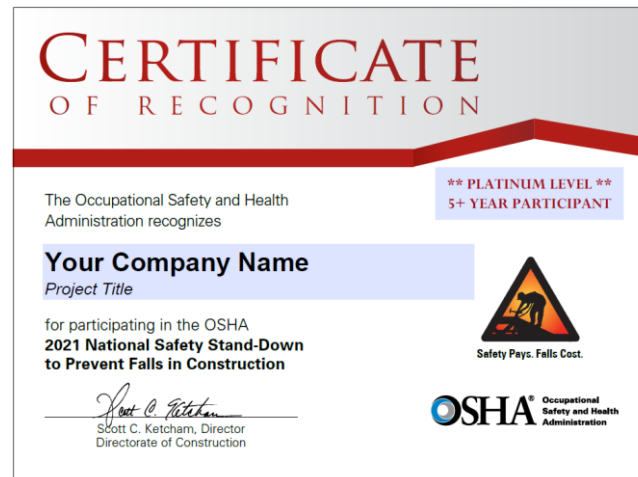 CERTIFICATE
OF RECOGNITION
** PLATINUM LEVEL **
5+ YEAR PARTICIPANT
The Occupational Safety and Health
Administration recognizes
Your Company Name
Project Title
for participating in the OSHA
2021 National Safety Stand-Down
to Prevent Falls in Construction
Safety Pays. Falls Cost.
Scott C. Ketcham
Scott C. Ketcham, Director
Directorate of Construction
OSHA® Occupational
Safety and Health
Administration